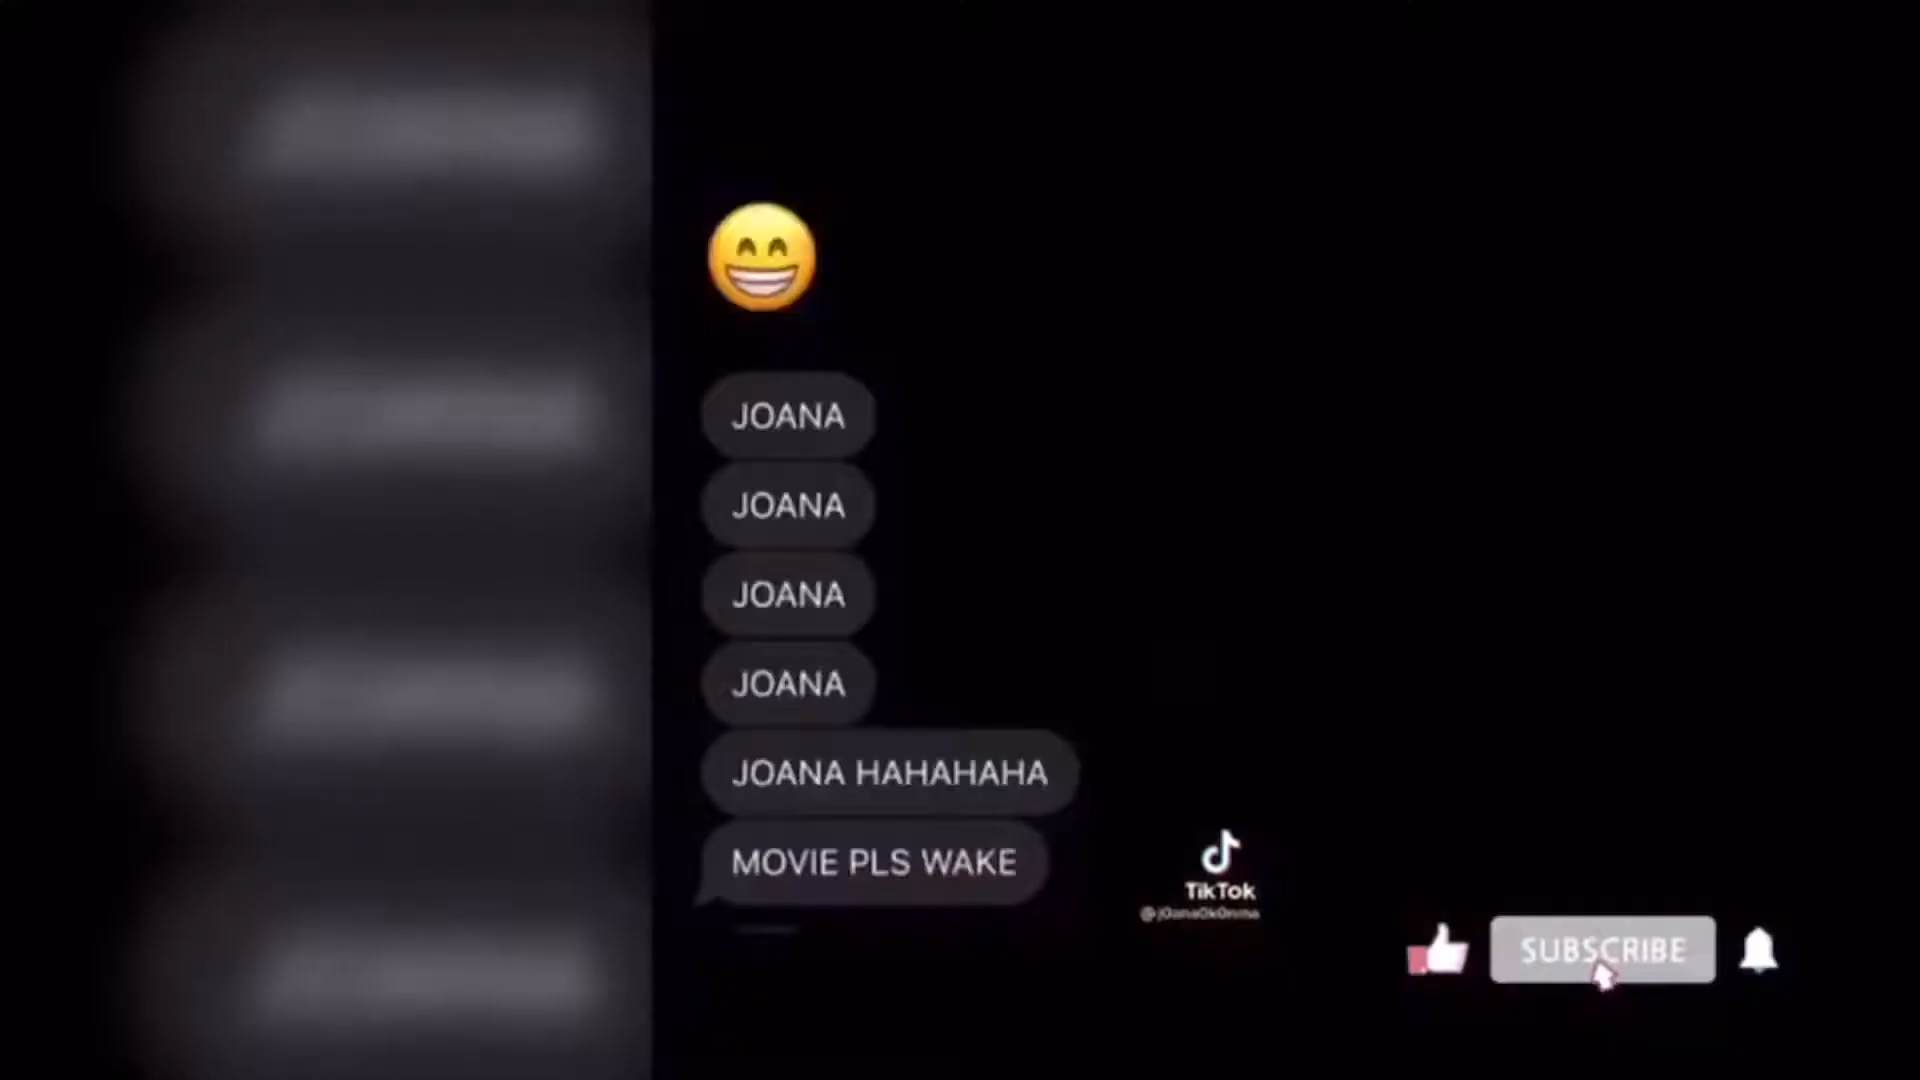 JOANA
JOANA
JOANA
JOANA
JOANA HAHAHAHA
MOVIE PLS WAKE
TikTok
SUBSCRIBE